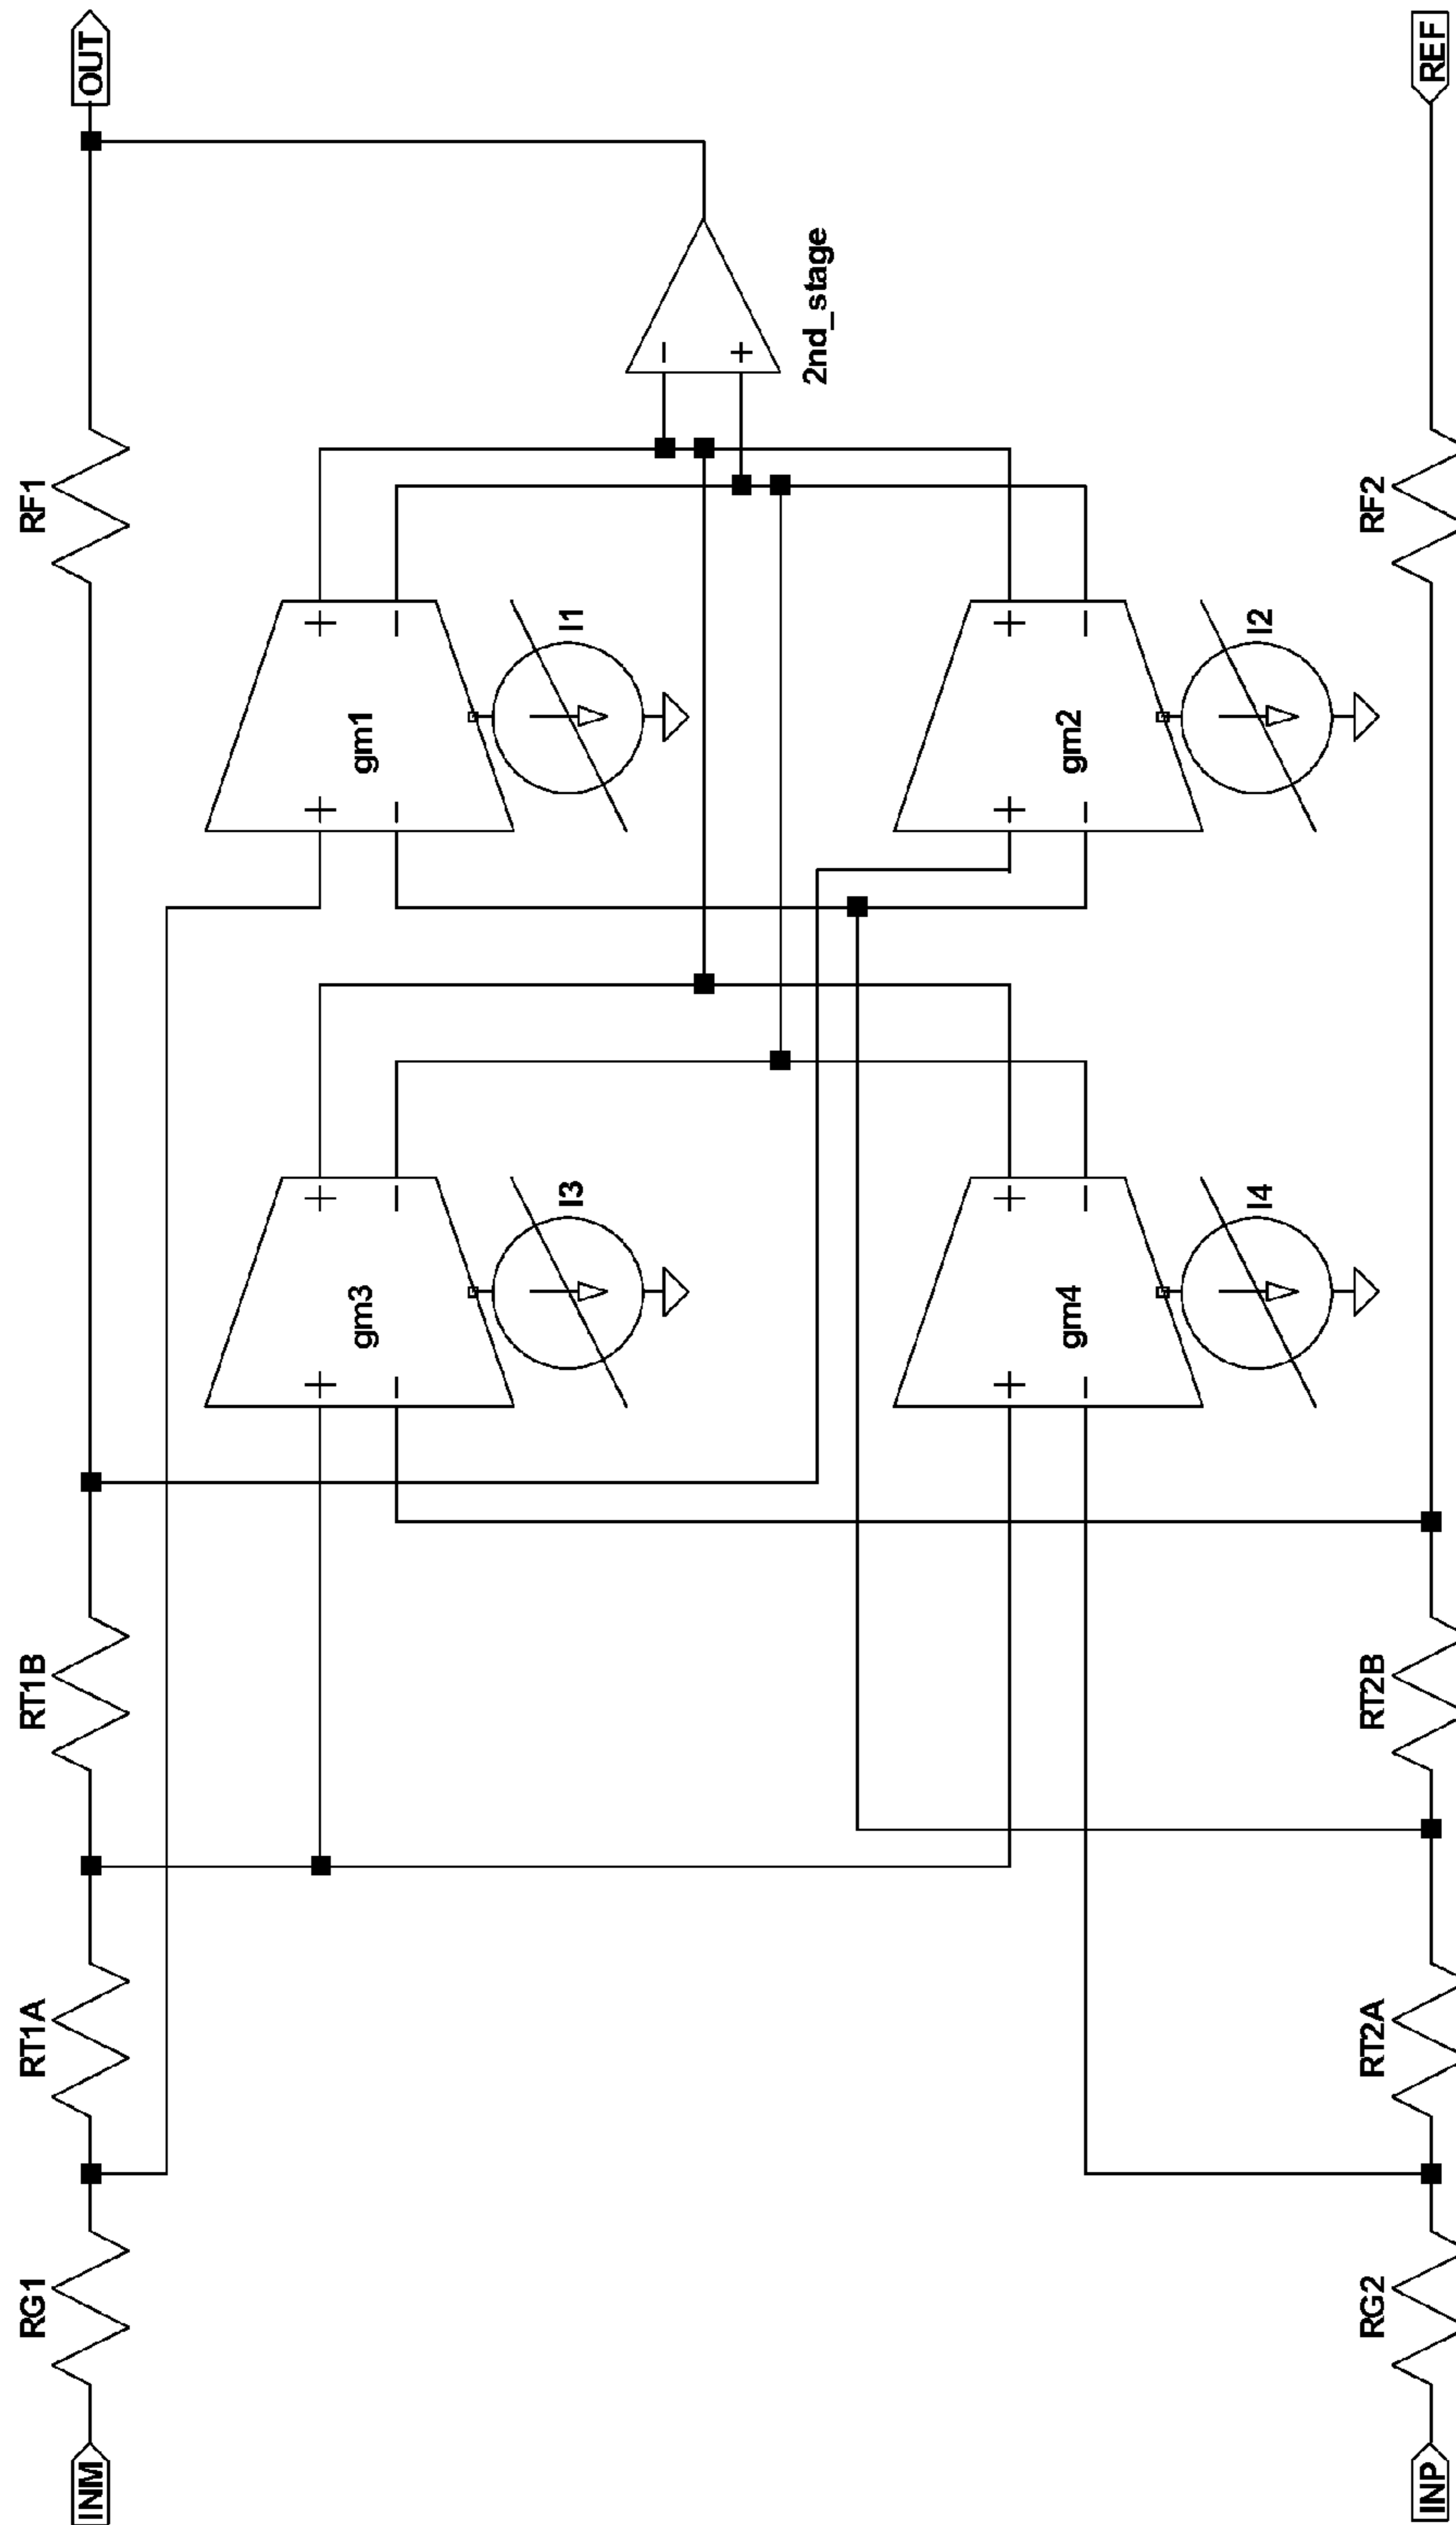 INM
RG1
RT1A
RT1B
RF1
OUT
gm3
I3
gm1
I1
2nd_stage
gm4
I4
gm2
I2
INP
RG2
RT2A
RT2B
RF2
REF
+
−
+
−
+
−
+
−
+
−
+
−
+
−
+
−
−
+